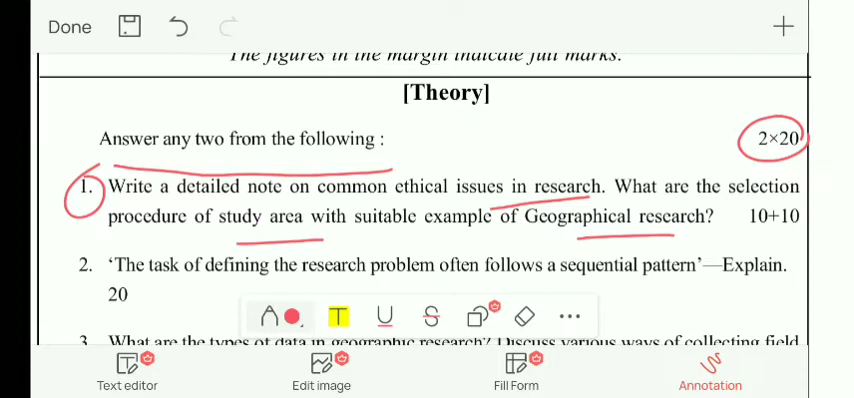 Done
The figures in the margin indicate full marks.
[Theory]
Answer any two from the following : 2×20
1. Write a detailed note on common ethical issues in research. What are the selection
procedure of study area with suitable example of Geographical research? 10+10
2. ‘The task of defining the research problem often follows a sequential pattern’—Explain.
20
T U S
3. What are the types of data in geographic research? Discuss various ways of collecting field
Text editor Edit image Fill Form Annotation